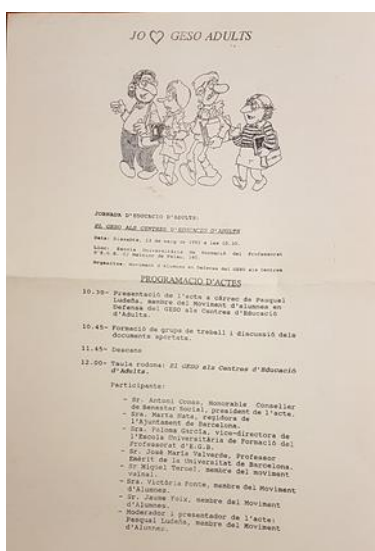 JO ♡ GESO ADULTS
JORNADA D'EDUCACIO D'ADULTS:
EL GESO ALS CENTRES D'EDUCACIO D'ADULTS
Data: Dissabte, de maig de a las 10.30.
Lloc: Escola Universitària de Formació del Professorat
D'E.G.B. C/ Melcior de Palau, 140.
Organitza: Moviment d'Alumnes en Defensa del GESO als Centres
PROGRAMACIO D'ACTES
10.30- Presentació de l'acte a càrrec de Pasqual
Ludeña, membre del Moviment d'alumnes en
Defensa del GESO als Centres d'Educació
d'Adults.
10.45- Formació de grups de treball i discussió dels
documents aportats.
11.45- Descans
12.00- Taula rodona: El GESO als Centres d'Educació
d'Adults.
Participants:
- Sr. Antoni Comas, Honorable Conseller
de Benestar Social, president de l'acte.
- Sra. Marta Mata, regidora de
l'Ajuntament de Barcelona.
- Sra. Paloma García, vice-directora de
l'Escola Universitària de Formació del
Professorat d'E.G.B.
- Sr. José María Valverde, Professor
Emèrit de la Universitat de Barcelona.
- Sr Miquel Teruel, membre del moviment
veïnal.
- Sra. Victòria Ponte, membre del Moviment
d'Alumnes.
- Sr. Jaume Foix, membre del Moviment
d'Alumnes.
- Moderador i presentador de l'acte:
Pasqual Ludeña, membre del Moviment
d'Alumnes.